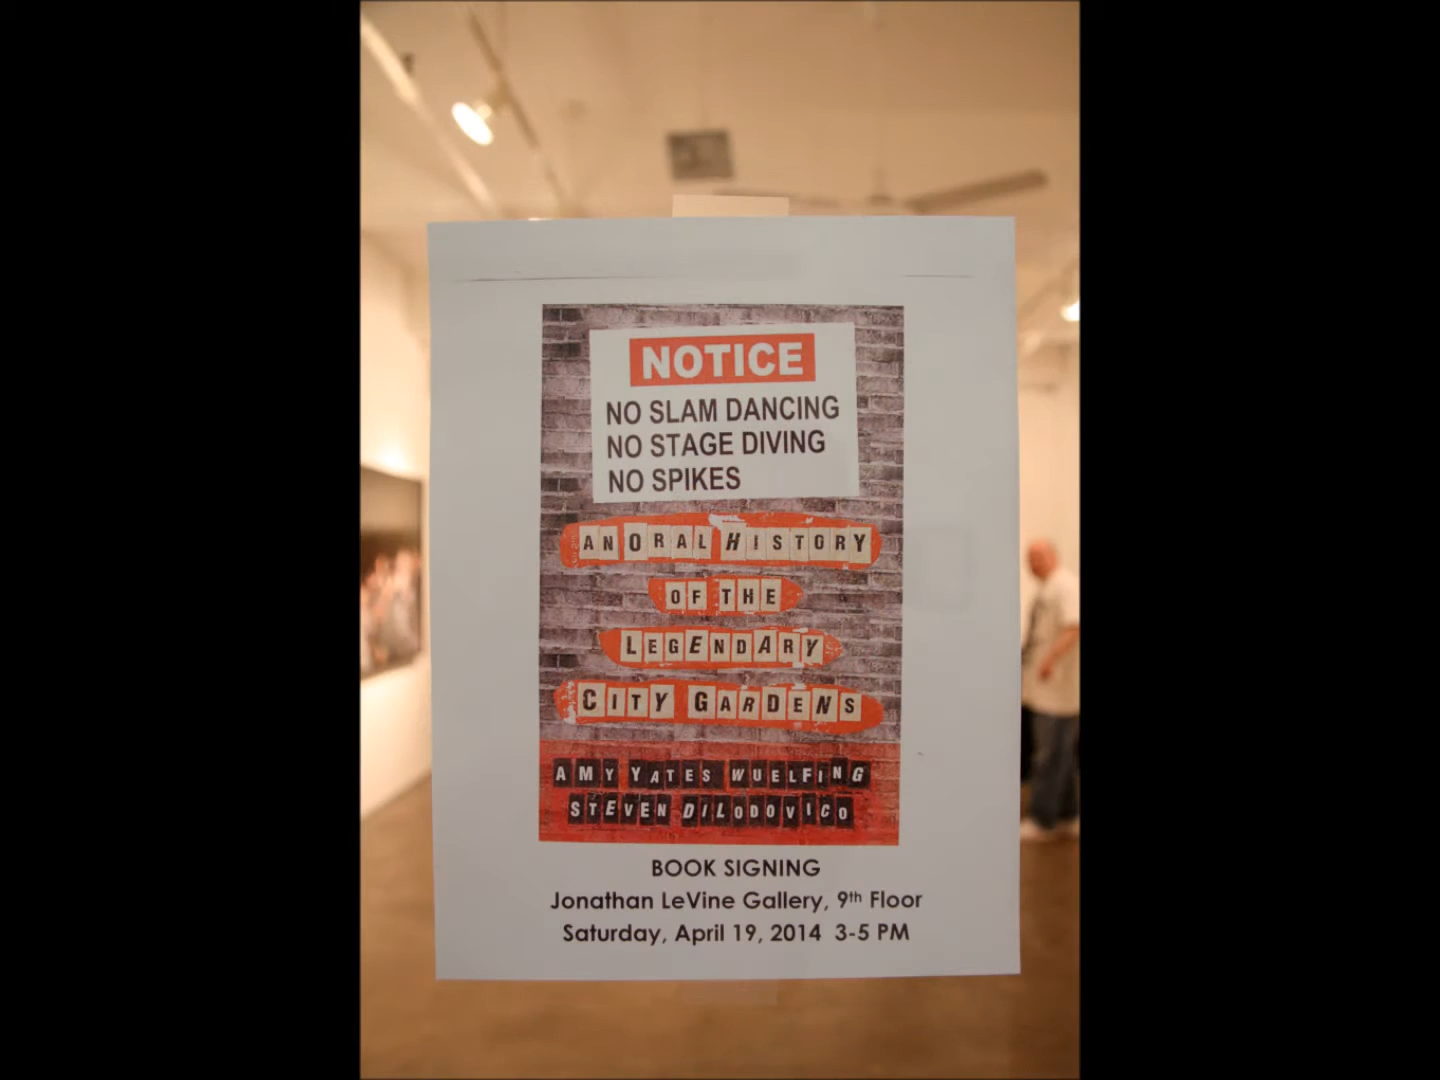 NOTICE
NO SLAM DANCING
NO STAGE DIVING
NO SPIKES
AN ORAL HISTORY
OF THE
LEGENDARY
CITY GARDENS
AMY YATES WUELFING
STEVEN DILODOVICO
BOOK SIGNING
Jonathan LeVine Gallery, 9th Floor
Saturday, April 19, 2014 3-5 PM